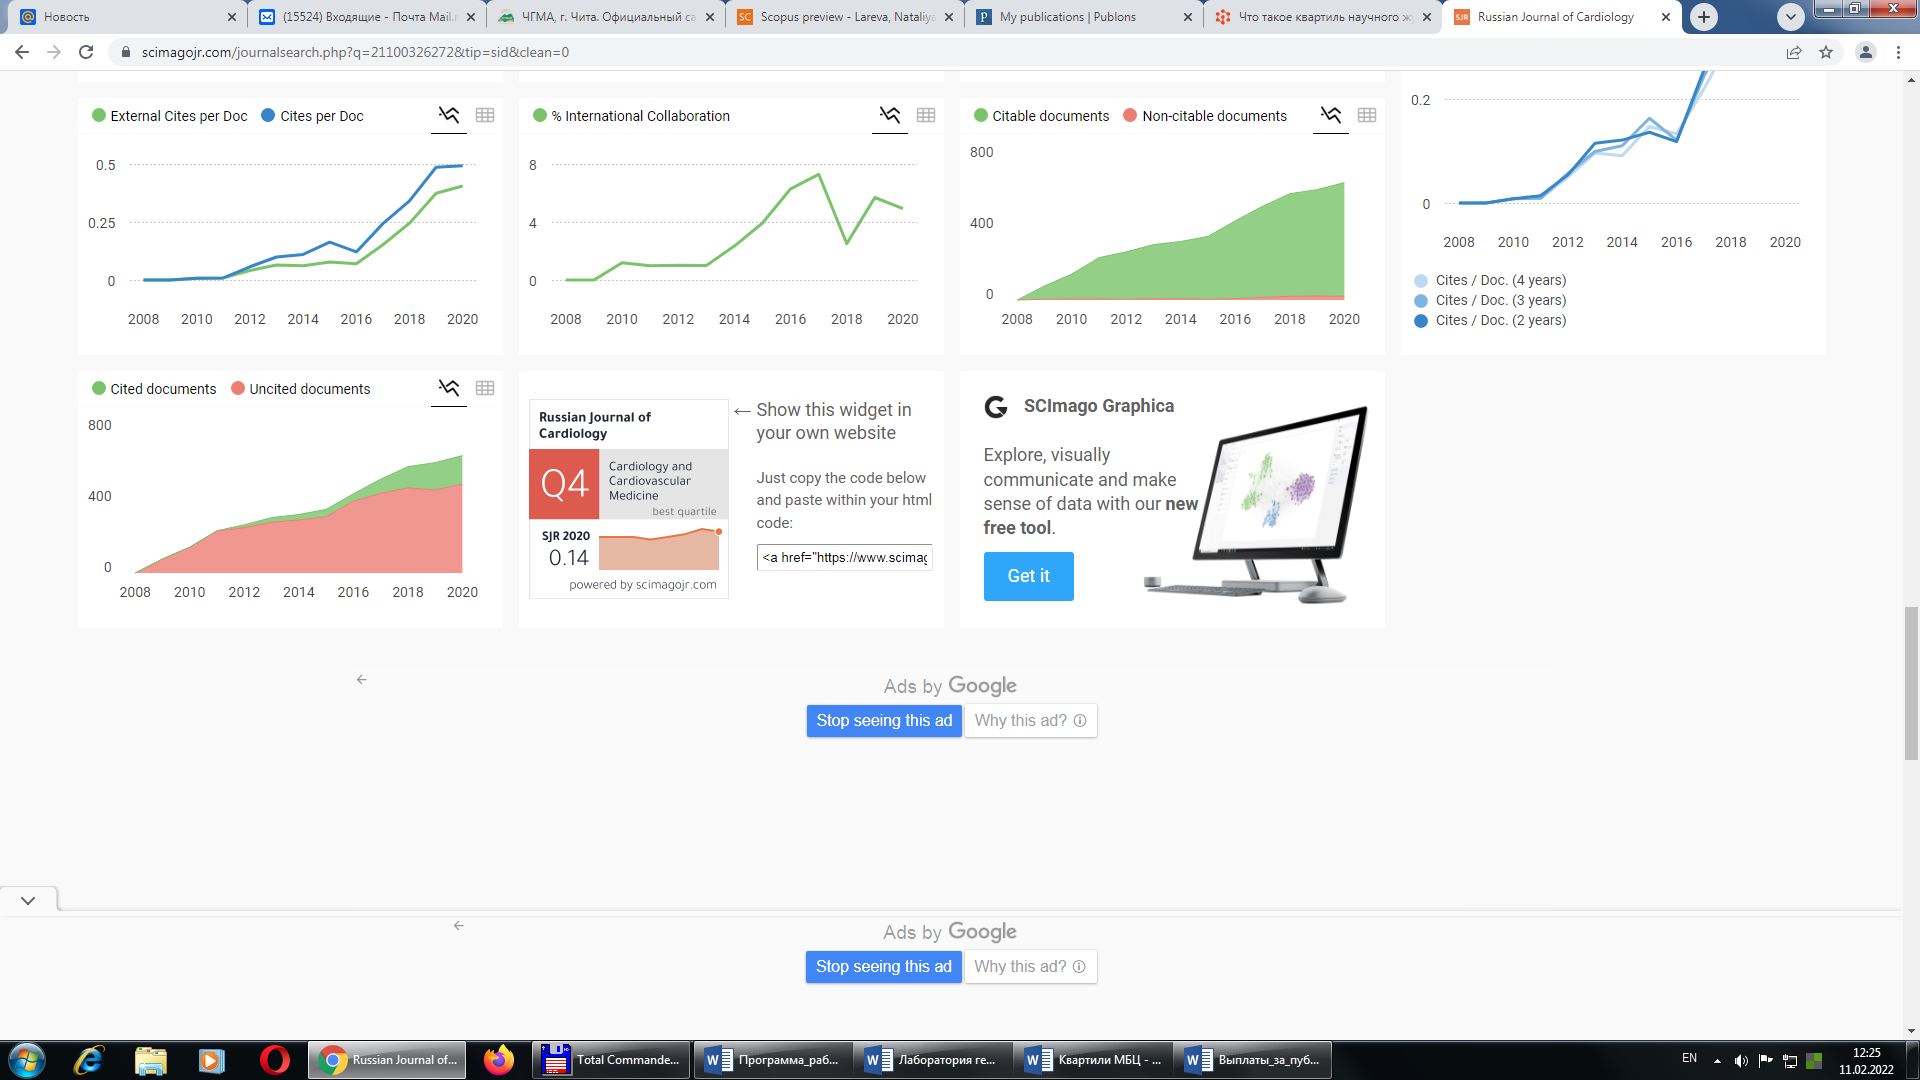 Новость
(15524) Входящие - Почта Mail.r
ЧГМА, г. Чита. Официальный са
Scopus preview - Lareva, Nataliya
My publications | Publons
Что такое квартиль научного ж
Russian Journal of Cardiology
scimagojr.com/journalsearch.php?q=21100326272&tip=sid&clean=0
External Cites per Doc Cites per Doc
0.5
0.25
0
2008 2010 2012 2014 2016 2018 2020
% International Collaboration
8
4
0
2008 2010 2012 2014 2016 2018 2020
Citable documents Non-citable documents
800
400
0
2008 2010 2012 2014 2016 2018 2020
0.2
0
2008 2010 2012 2014 2016 2018 2020
Cites / Doc. (4 years)
Cites / Doc. (3 years)
Cites / Doc. (2 years)
Cited documents Uncited documents
800
400
0
2008 2010 2012 2014 2016 2018 2020
Russian Journal of
Cardiology
Q4
Cardiology and
Cardiovascular
Medicine
best quartile
SJR 2020
0.14
powered by scimagojr.com
← Show this widget in
your own website
Just copy the code below
and paste within your html
code:
<a href="https://www.scimag
SCImago Graphica
Explore, visually
communicate and make
sense of data with our new
free tool.
Get it
Ads by Google
Stop seeing this ad
Why this ad?
Ads by Google
Stop seeing this ad
Why this ad?
Russian Journal of...
Total Commande...
Программа_раб...
Лаборатория ге...
Квартили МБЦ - ...
Выплаты_за_пуб...
EN
12:25
11.02.2022